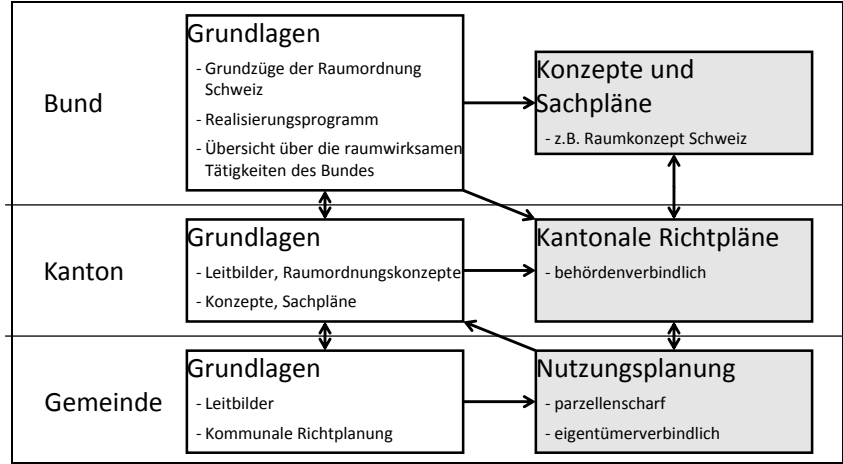 Bund
Grundlagen
- Grundzüge der Raumordnung
Schweiz
- Realisierungsprogramm
- Übersicht über die raumwirksamen
Tätigkeiten des Bundes
Konzepte und
Sachpläne
- z.B. Raumkonzept Schweiz
Kanton
Grundlagen
- Leitbilder, Raumordnungskonzepte
- Konzepte, Sachpläne
Kantonale Richtpläne
- behördenverbindlich
Gemeinde
Grundlagen
- Leitbilder
- Kommunale Richtplanung
Nutzungsplanung
- parzellenscharf
- eigentümerverbindlich